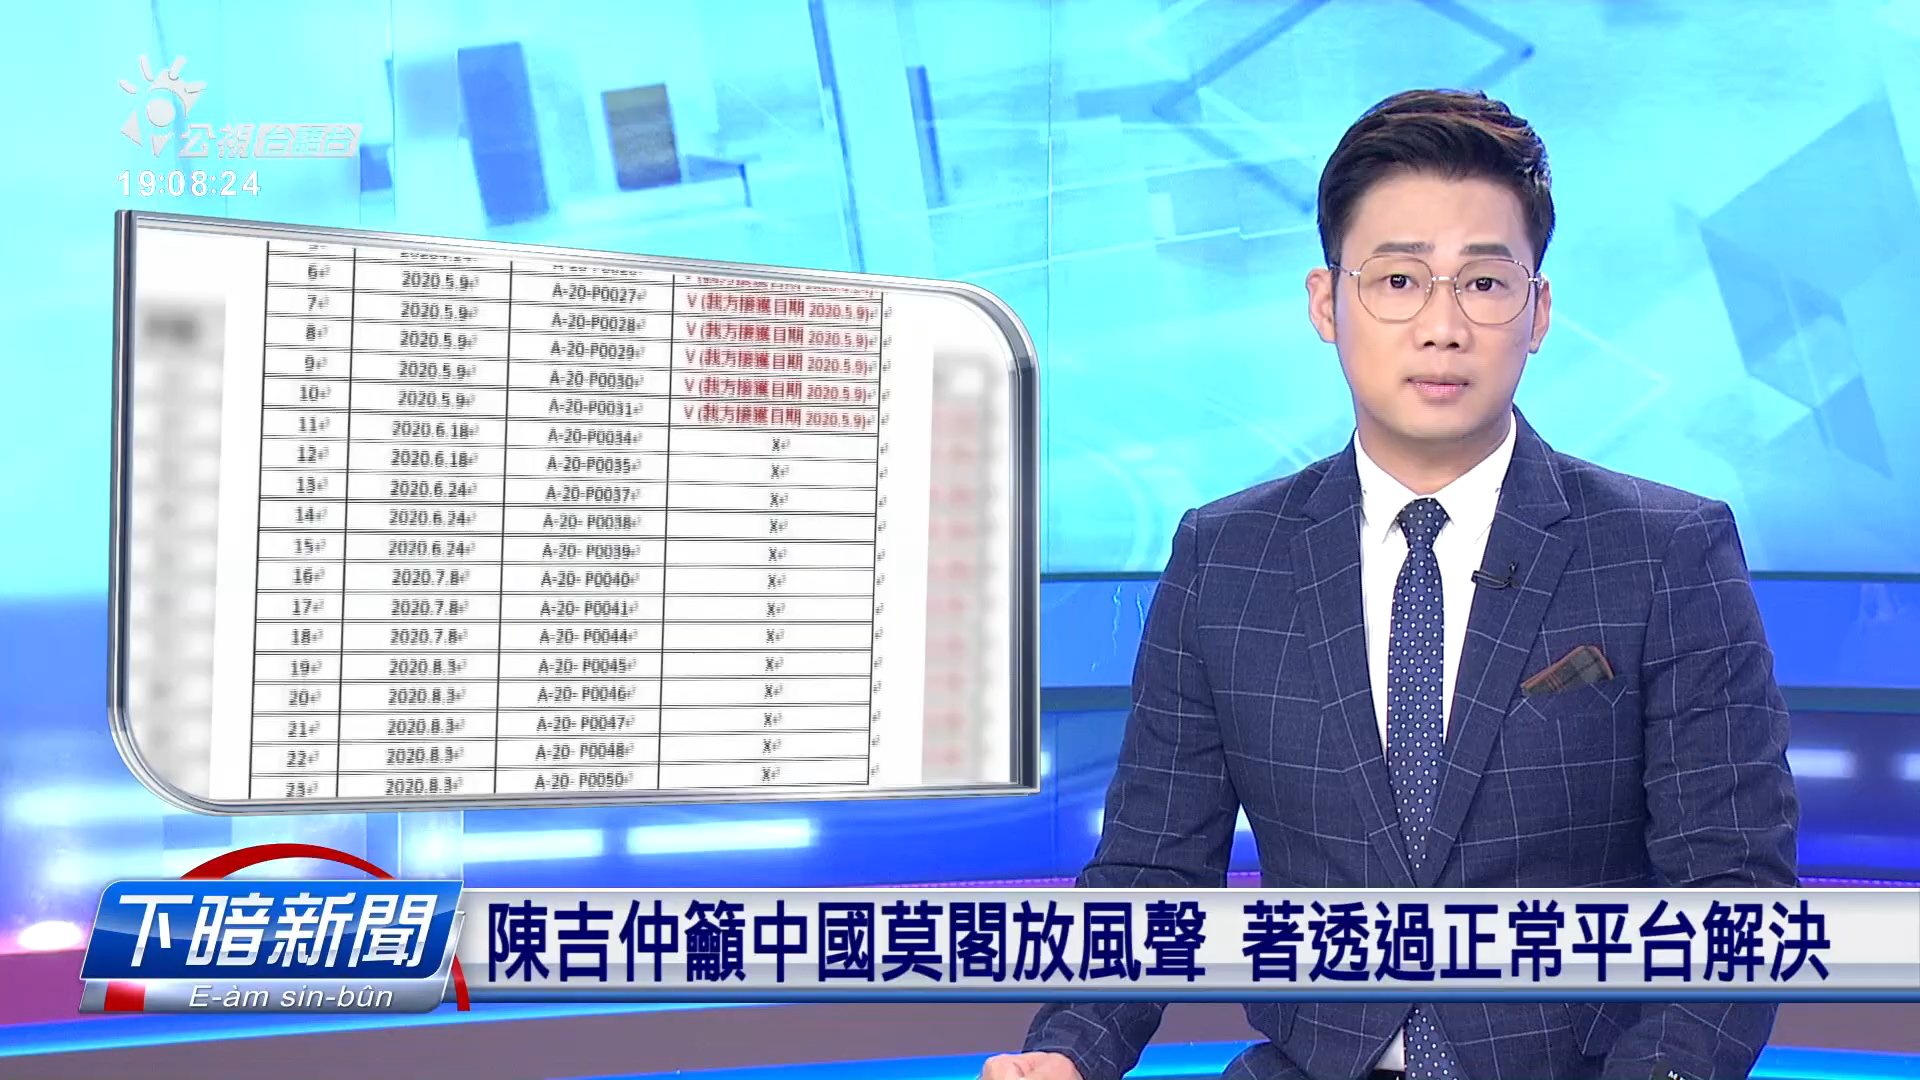 公視台語台
19:08:24
6 2020.5.9 A-20-P0027 V (我方接獲日期 2020.5.9)
7 2020.5.9 A-20-P0028 V (我方接獲日期 2020.5.9)
8 2020.5.9 A-20-P0029 V (我方接獲日期 2020.5.9)
9 2020.5.9 A-20-P0030 V (我方接獲日期 2020.5.9)
10 2020.5.9 A-20-P0031 V (我方接獲日期 2020.5.9)
11 2020.6.18 A-20-P0034 X
12 2020.6.18 A-20-P0035 X
13 2020.6.24 A-20-P0037 X
14 2020.6.24 A-20- P0038 X
15 2020.6.24 A-20- P0039 X
16 2020.7.8 A-20- P0040 X
17 2020.7.8 A-20- P0041 X
18 2020.7.8 A-20- P0044 X
19 2020.8.3 A-20- P0045 X
20 2020.8.3 A-20- P0046 X
21 2020.8.3 A-20- P0047 X
22 2020.8.3 A-20- P0048 X
23 2020.8.3 A-20- P0050 X
下暗新聞
E-àm sin-bûn
陳吉仲籲中國莫閣放風聲 著透過正常平台解決